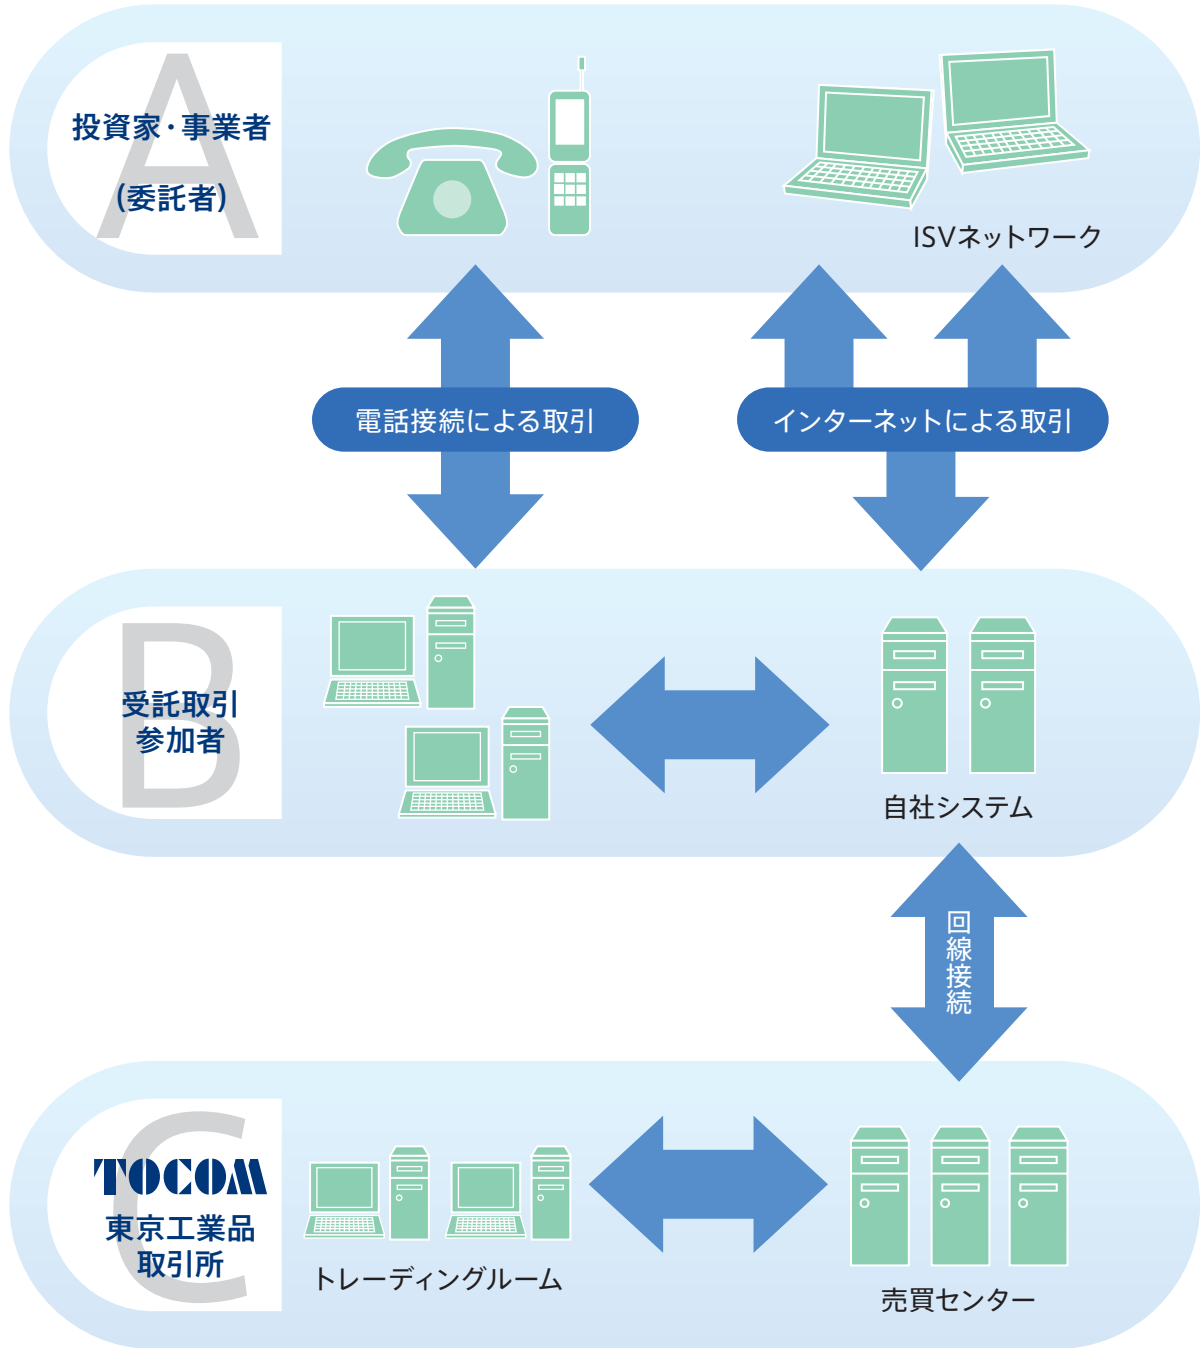 A
投資家・事業者
(委託者)
ISVネットワーク
電話接続による取引
インターネットによる取引
B
受託取引
参加者
自社システム
回線接続
C
TOCOM
東京工業品
取引所
トレーディングルーム
売買センター